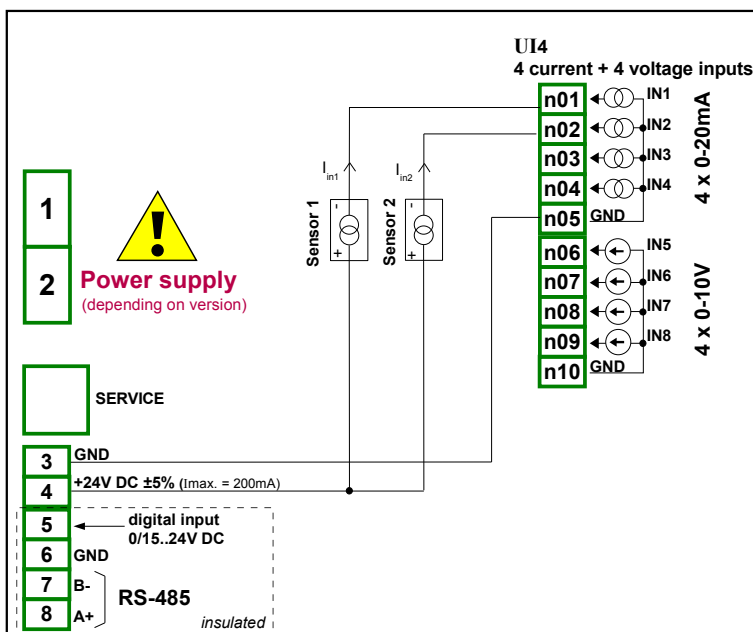 UI4
4 current + 4 voltage inputs
n01
IN1
n02
IN2
n03
IN3
n04
IN4
n05
GND
4 x 0-20mA
n06
IN5
n07
IN6
n08
IN7
n09
IN8
n10
GND
4 x 0-10V
Iin1
Iin2
-
Sensor 1
+
-
Sensor 2
+
1
2
!
Power supply
(depending on version)
SERVICE
3
GND
4
+24V DC ±5% (Imax. = 200mA)
5
digital input
0/15..24V DC
6
GND
7
B-
RS-485
8
A+
insulated